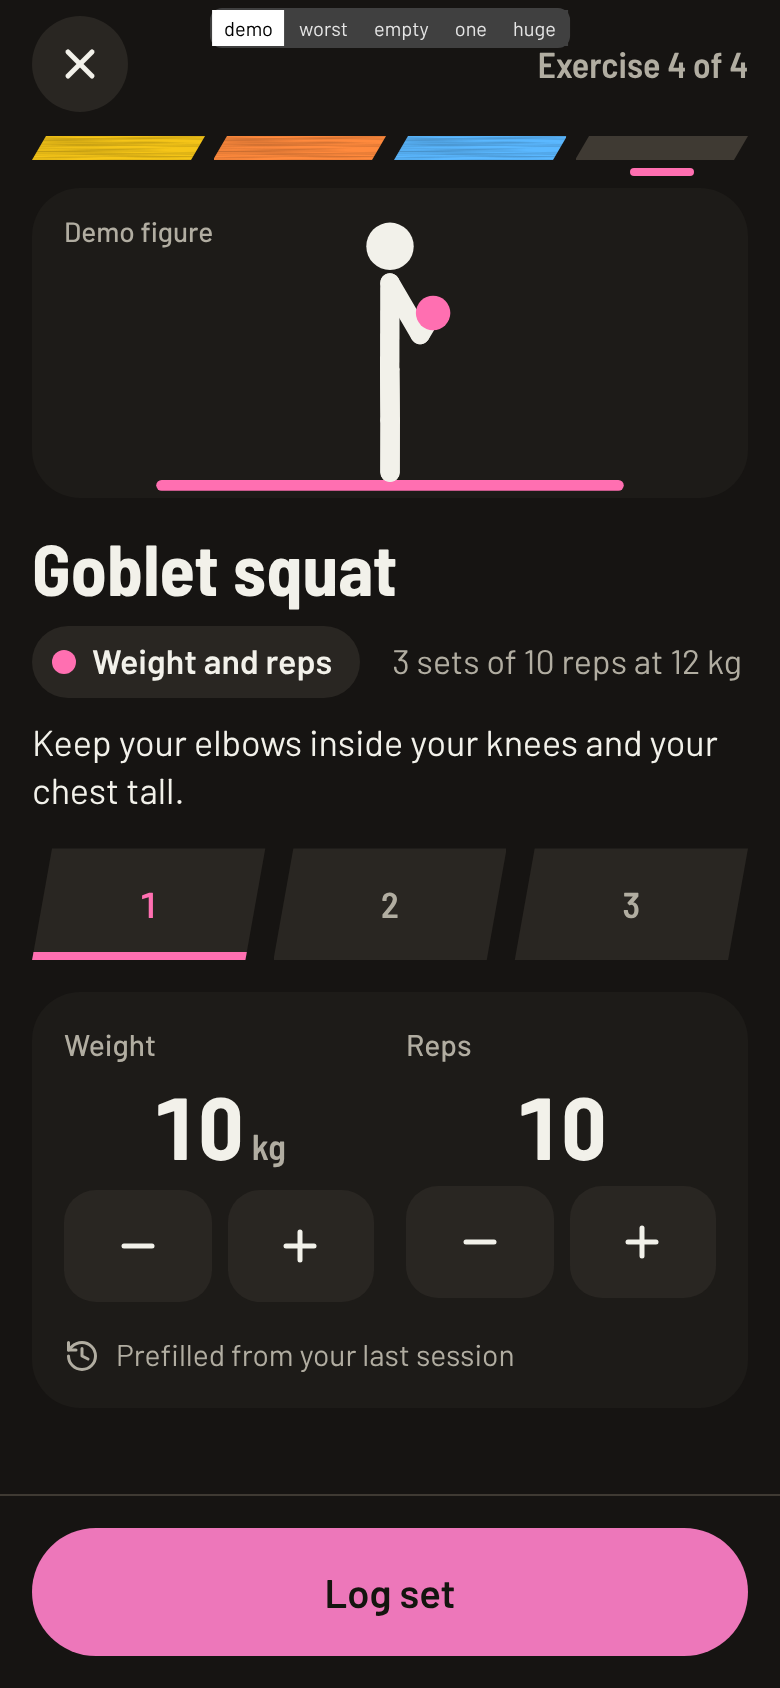 demo worst empty one huge
Exercise 4 of 4
Demo figure
Goblet squat
Weight and reps 3 sets of 10 reps at 12 kg
Keep your elbows inside your knees and your
chest tall.
1 2 3
Weight Reps
10 kg 10
Prefilled from your last session
Log set